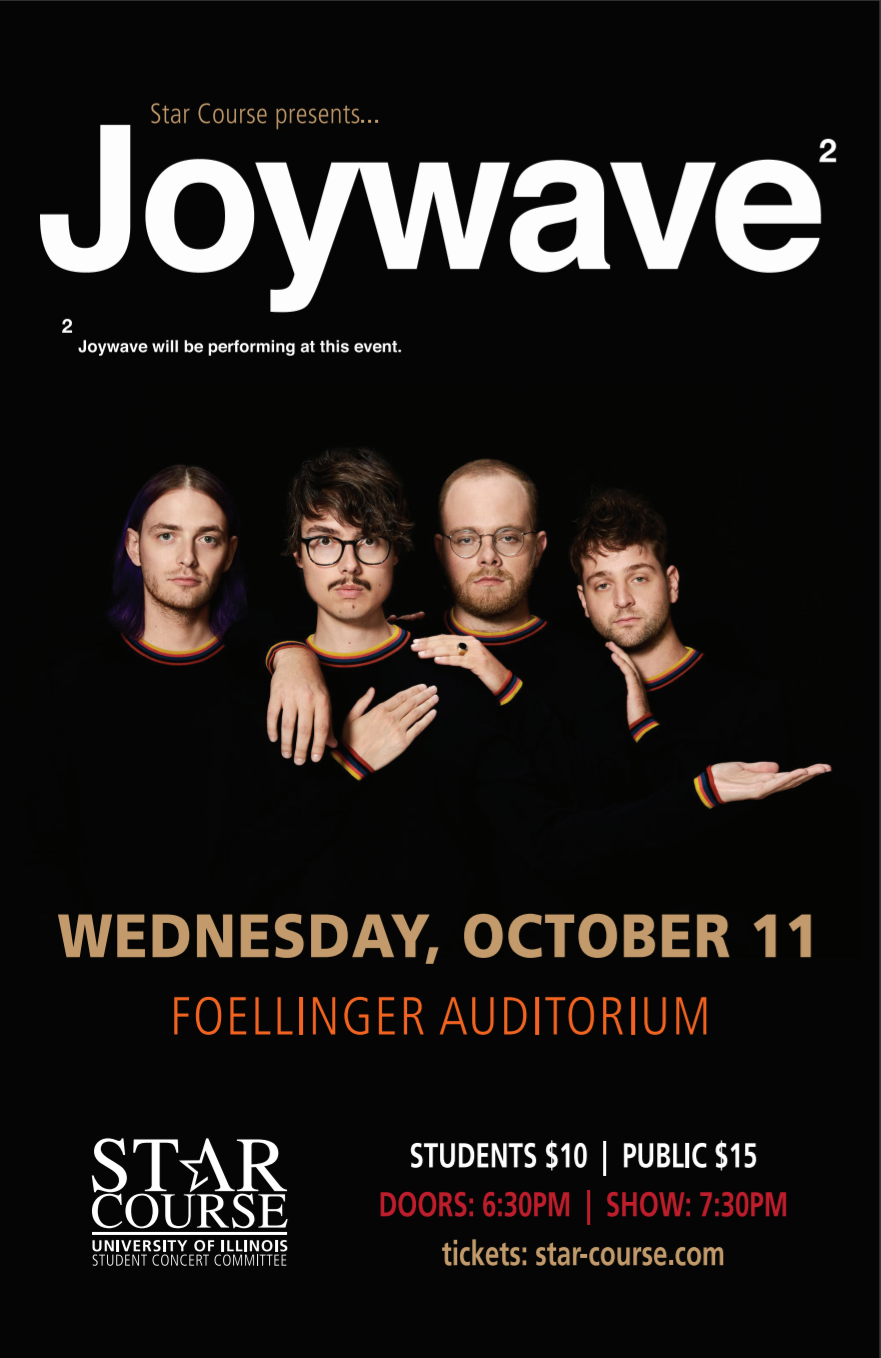 Star Course presents...
Joywave²
² Joywave will be performing at this event.
WEDNESDAY, OCTOBER 11
FOELLINGER AUDITORIUM
STAR
COURSE
UNIVERSITY OF ILLINOIS
STUDENT CONCERT COMMITTEE
STUDENTS $10 | PUBLIC $15
DOORS: 6:30PM | SHOW: 7:30PM
tickets: star-course.com